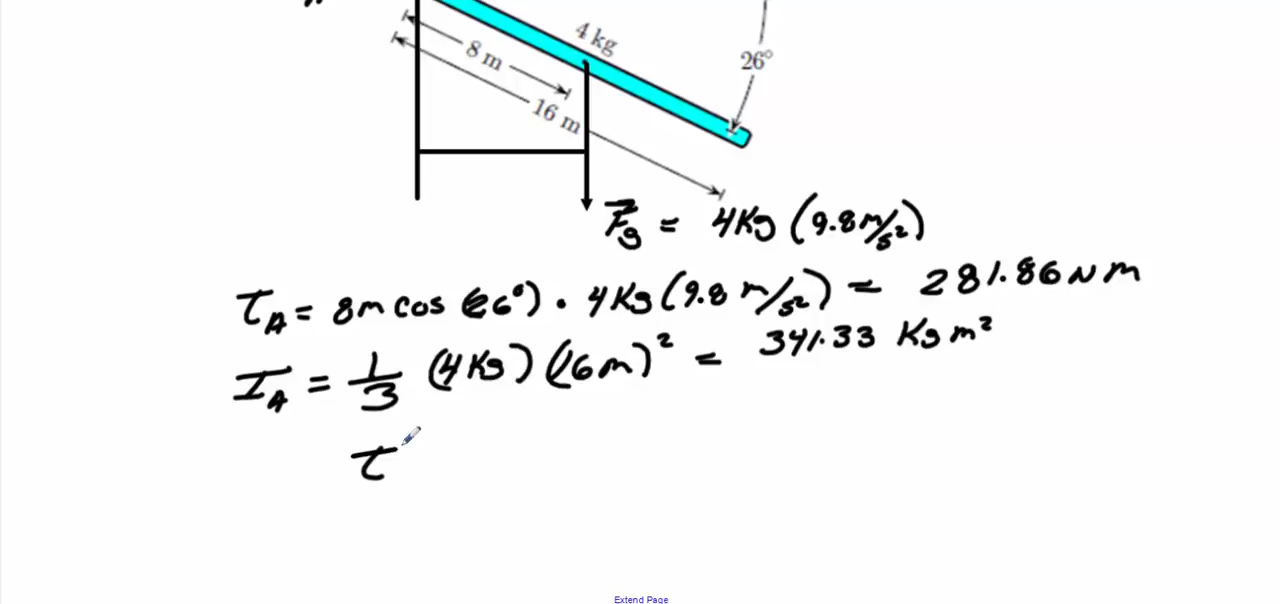 4 kg
8 m
26°
16 m
F⃗g = 4Kg (9.8 m/s²)
τA = 8m cos (26°) · 4Kg (9.8 m/s²) = 281.86 N m
IA = 1/3 (4Kg) (16m)² = 341.33 Kg m²
τ
Extend Page